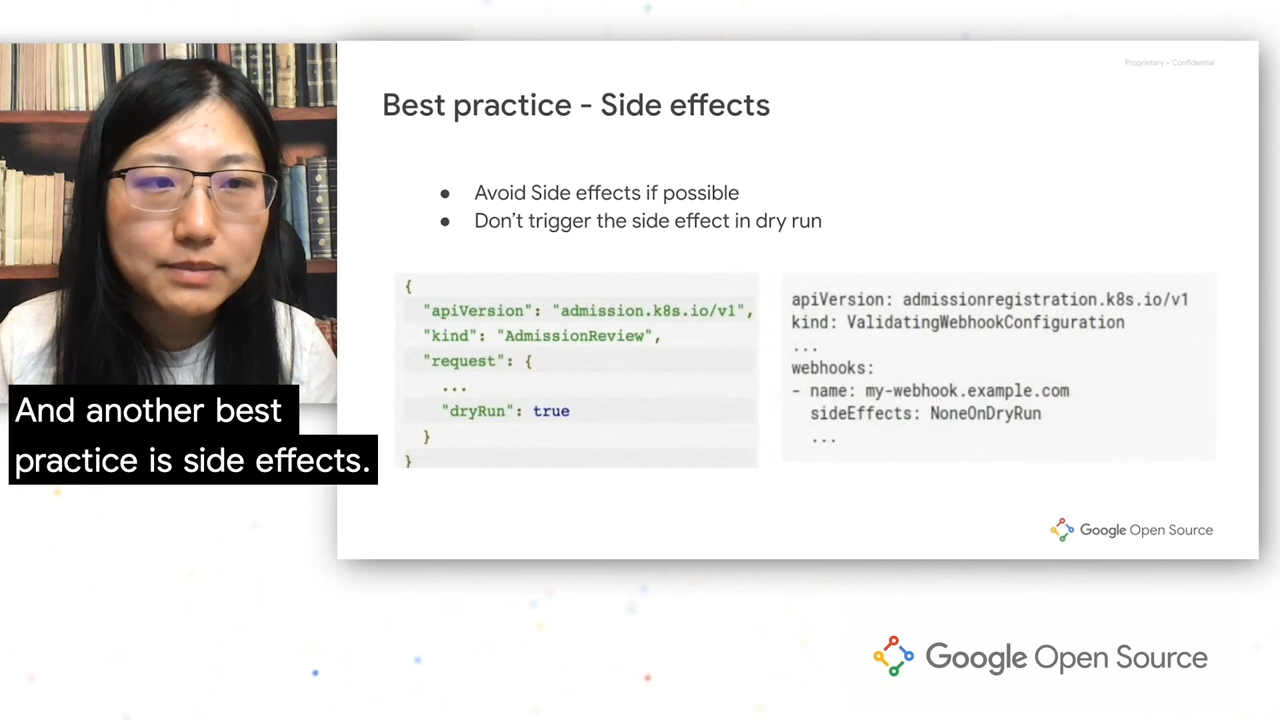 Proprietary + Confidential
Best practice - Side effects
● Avoid Side effects if possible
● Don't trigger the side effect in dry run
{
"apiVersion": "admission.k8s.io/v1",
"kind": "AdmissionReview",
"request": {
...
"dryRun": true
}
}
apiVersion: admissionregistration.k8s.io/v1
kind: ValidatingWebhookConfiguration
...
webhooks:
- name: my-webhook.example.com
sideEffects: NoneOnDryRun
...
And another best
practice is side effects.
Google Open Source
Google Open Source